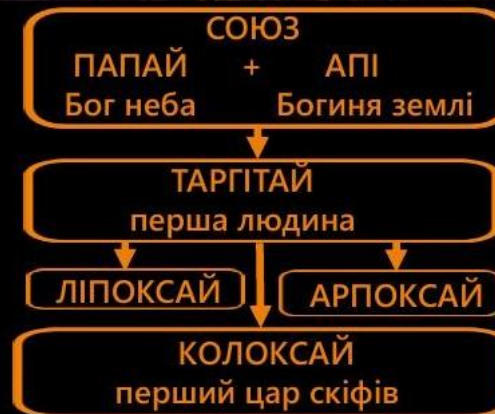 СОЮЗ
ПАПАЙ + АПІ
Бог неба Богиня землі
ТАРГІТАЙ
перша людина
ЛІПОКСАЙ АРПОКСАЙ
КОЛОКСАЙ
перший цар скіфів